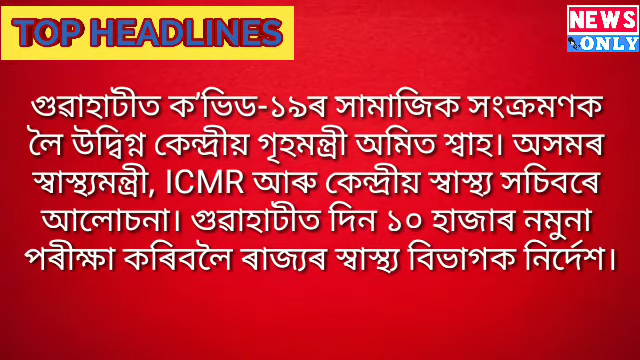 TOP HEADLINES
NEWS
ONLY
গুৱাহাটীত ক’ভিড-১৯ৰ সামাজিক সংক্ৰমণক
লৈ উদ্বিগ্ন কেন্দ্ৰীয় গৃহমন্ত্ৰী অমিত শ্বাহ। অসমৰ
স্বাস্থ্যমন্ত্ৰী, ICMR আৰু কেন্দ্ৰীয় স্বাস্থ্য সচিবৰে
আলোচনা। গুৱাহাটীত দিন ১০ হাজাৰ নমুনা
পৰীক্ষা কৰিবলৈ ৰাজ্যৰ স্বাস্থ্য বিভাগক নিৰ্দেশ।